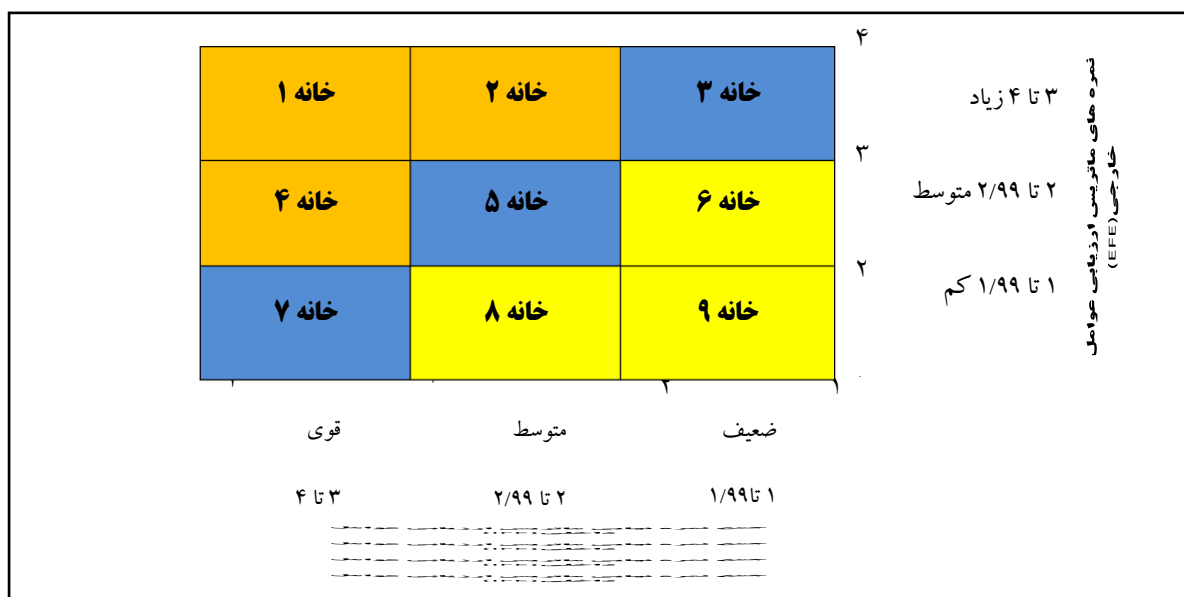 ۴
خانه ۱ خانه ۲ خانه ۳
۳ تا ۴ زیاد
۳
خانه ۴ خانه ۵ خانه ۶
۲ تا ۲/۹۹ متوسط
۲
خانه ۷ خانه ۸ خانه ۹
۱ تا ۱/۹۹ کم
نمره های ماتریس ارزیابی عوامل
خارجی(EFE)
ضعیف متوسط قوی
۱ تا۱/۹۹ ۲ تا ۲/۹۹ ۳ تا ۴